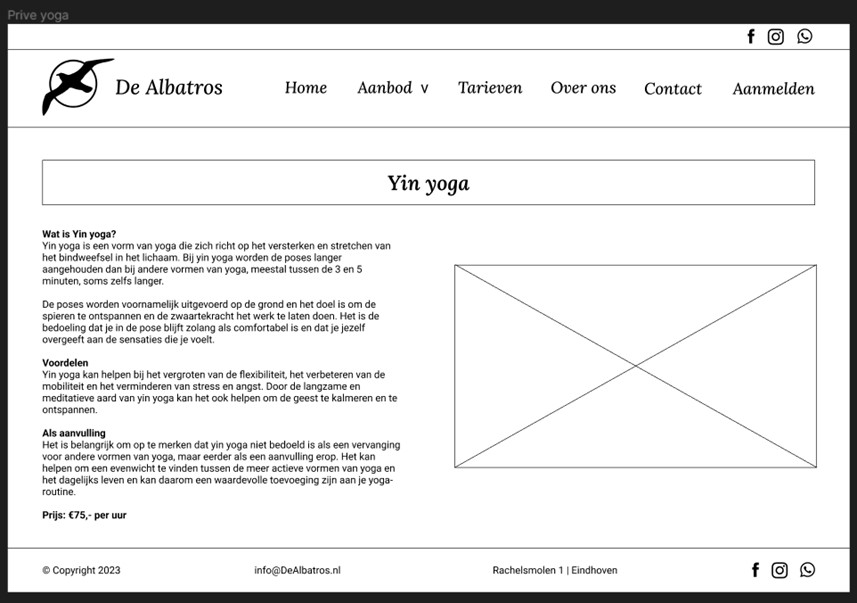 Prive yoga
De Albatros
Home Aanbod v Tarieven Over ons Contact Aanmelden
Yin yoga
Wat is Yin yoga?
Yin yoga is een vorm van yoga die zich richt op het versterken en stretchen van
het bindweefsel in het lichaam. Bij yin yoga worden de poses langer
aangehouden dan bij andere vormen van yoga, meestal tussen de 3 en 5
minuten, soms zelfs langer.
De poses worden voornamelijk uitgevoerd op de grond en het doel is om de
spieren te ontspannen en de zwaartekracht het werk te laten doen. Het is de
bedoeling dat je in de pose blijft zolang als comfortabel is en dat je jezelf
overgeeft aan de sensaties die je voelt.
Voordelen
Yin yoga kan helpen bij het vergroten van de flexibiliteit, het verbeteren van de
mobiliteit en het verminderen van stress en angst. Door de langzame en
meditatieve aard van yin yoga kan het ook helpen om de geest te kalmeren en te
ontspannen.
Als aanvulling
Het is belangrijk om op te merken dat yin yoga niet bedoeld is als een vervanging
voor andere vormen van yoga, maar eerder als een aanvulling erop. Het kan
helpen om een evenwicht te vinden tussen de meer actieve vormen van yoga en
het dagelijks leven en kan daarom een waardevolle toevoeging zijn aan je yoga-
routine.
Prijs: €75,- per uur
© Copyright 2023 info@DeAlbatros.nl Rachelsmolen 1 | Eindhoven